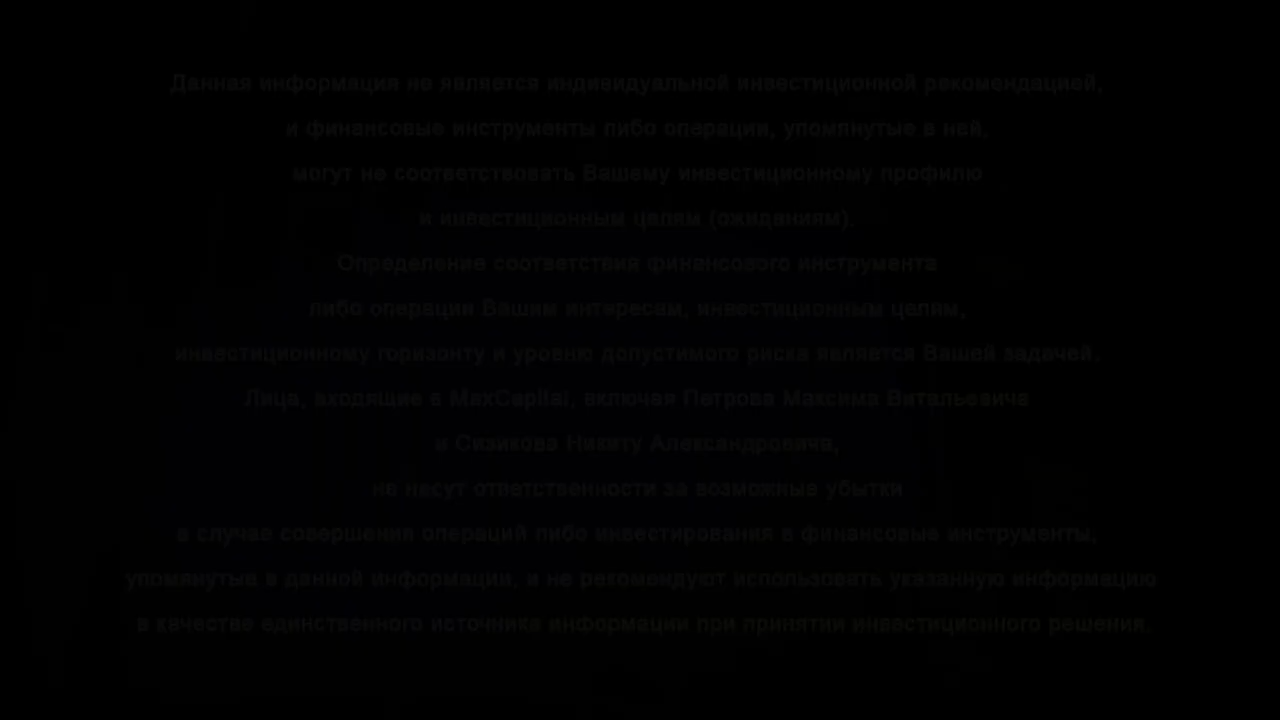 Данная информация не является индивидуальной инвестиционной рекомендацией,
и финансовые инструменты либо операции, упомянутые в ней,
могут не соответствовать Вашему инвестиционному профилю
и инвестиционным целям (ожиданиям).
Определение соответствия финансового инструмента
либо операции Вашим интересам, инвестиционным целям,
инвестиционному горизонту и уровню допустимого риска является Вашей задачей.
Лица, входящие в MaxCapital, включая Петрова Максима Витальевича
и Сизикова Никиту Александровича,
не несут ответственности за возможные убытки
в случае совершения операций либо инвестирования в финансовые инструменты,
упомянутые в данной информации, и не рекомендуют использовать указанную информацию
в качестве единственного источника информации при принятии инвестиционного решения.